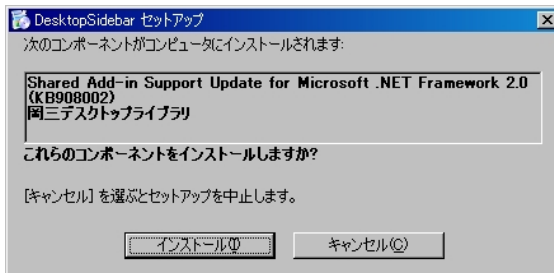 DesktopSidebar セットアップ
次のコンポーネントがコンピュータにインストールされます:
Shared Add-in Support Update for Microsoft .NET Framework 2.0
(KB908002)
岡三デスクトップライブラリ
これらのコンポーネントをインストールしますか?
[キャンセル] を選ぶとセットアップを中止します。
インストール(I)
キャンセル(C)